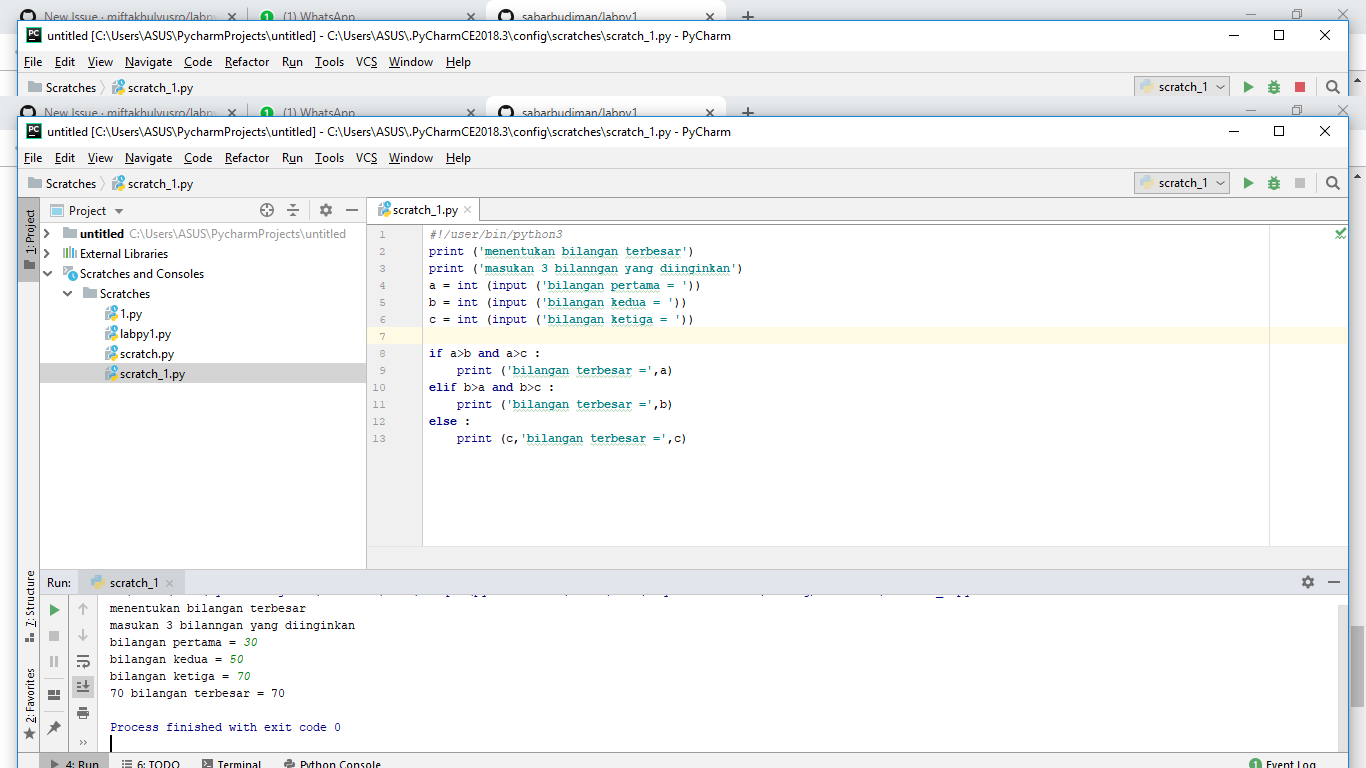 New Issue · miftakhulyusro/labpy
(1) WhatsApp
sabarbudiman/labpy1
untitled [C:\Users\ASUS\PycharmProjects\untitled] - C:\Users\ASUS\.PyCharmCE2018.3\config\scratches\scratch_1.py - PyCharm
File Edit View Navigate Code Refactor Run Tools VCS Window Help
Scratches scratch_1.py scratch_1
New Issue · miftakhulyusro/labpy
(1) WhatsApp
sabarbudiman/labpy1
untitled [C:\Users\ASUS\PycharmProjects\untitled] - C:\Users\ASUS\.PyCharmCE2018.3\config\scratches\scratch_1.py - PyCharm
File Edit View Navigate Code Refactor Run Tools VCS Window Help
Scratches scratch_1.py scratch_1
1: Project
Project
untitled C:\Users\ASUS\PycharmProjects\untitled
External Libraries
Scratches and Consoles
Scratches
1.py
labpy1.py
scratch.py
scratch_1.py
scratch_1.py
1 #!/user/bin/python3
2 print ('menentukan bilangan terbesar')
3 print ('masukan 3 bilanngan yang diinginkan')
4 a = int (input ('bilangan pertama = '))
5 b = int (input ('bilangan kedua = '))
6 c = int (input ('bilangan ketiga = '))
7
8 if a>b and a>c :
9 print ('bilangan terbesar =',a)
10 elif b>a and b>c :
11 print ('bilangan terbesar =',b)
12 else :
13 print (c,'bilangan terbesar =',c)
7: Structure
2: Favorites
Run: scratch_1
menentukan bilangan terbesar
masukan 3 bilanngan yang diinginkan
bilangan pertama = 30
bilangan kedua = 50
bilangan ketiga = 70
70 bilangan terbesar = 70
Process finished with exit code 0
4: Run 6: TODO Terminal Python Console 1 Event Log